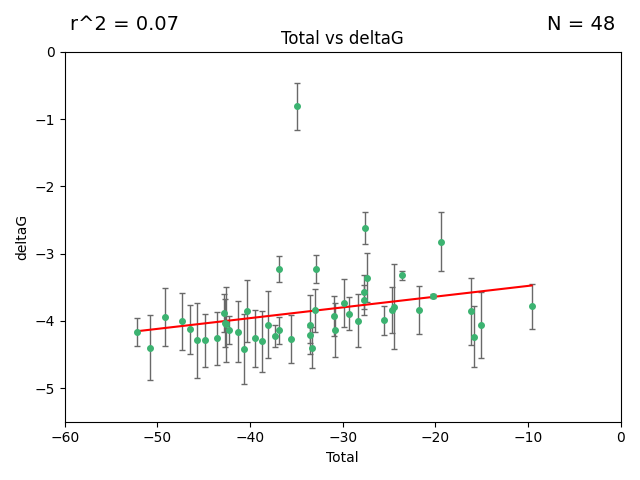 r^2 = 0.07
N = 48
Total vs deltaG
0
−1
−2
−3
−4
−5
deltaG
−60 −50 −40 −30 −20 −10 0
Total